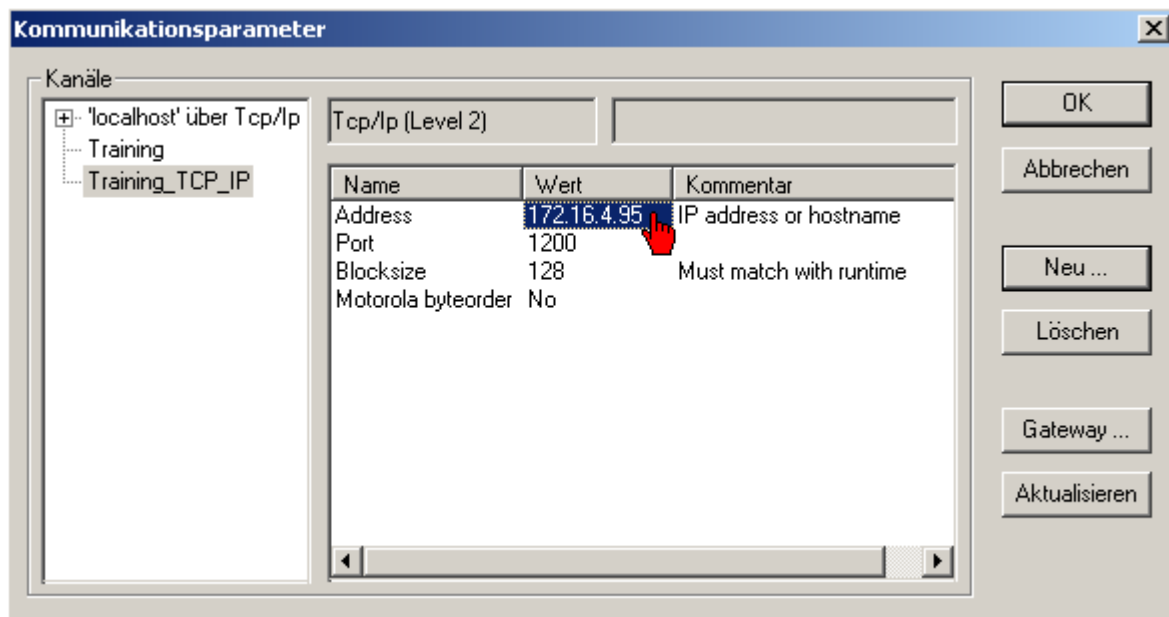 Kommunikationsparameter
Kanäle
'localhost' über Tcp/Ip
Training
Training_TCP_IP
Tcp/Ip (Level 2)
Name Wert Kommentar
Address 172.16.4.95 IP address or hostname
Port 1200
Blocksize 128 Must match with runtime
Motorola byteorder No
OK
Abbrechen
Neu ...
Löschen
Gateway ...
Aktualisieren